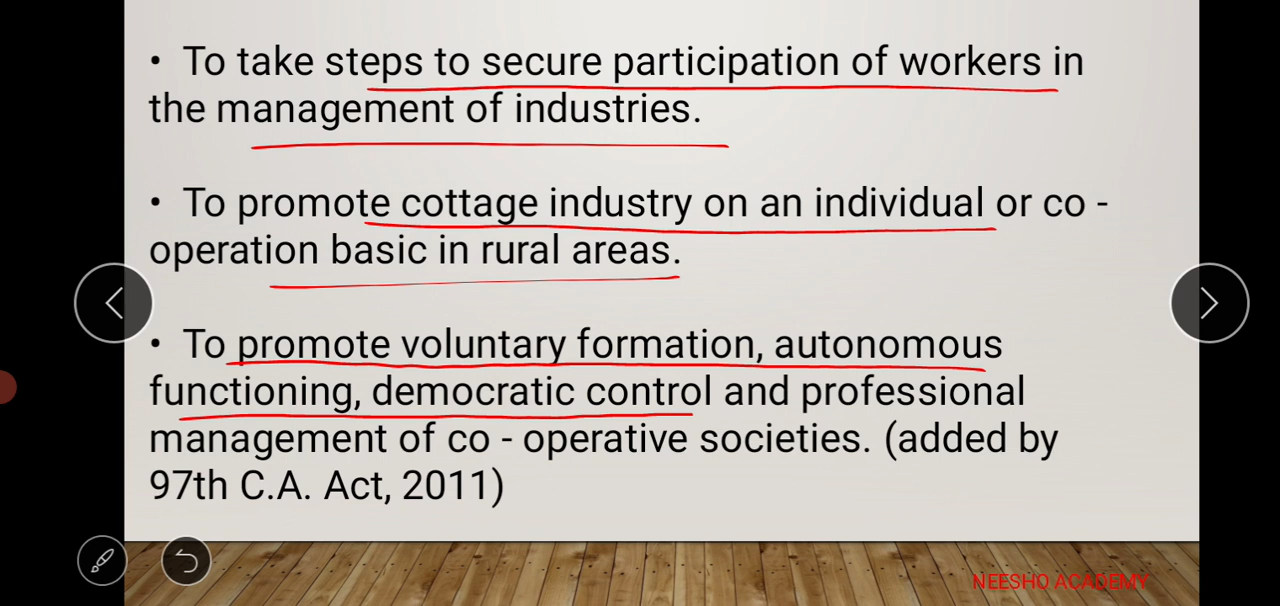 • To take steps to secure participation of workers in
the management of industries.
• To promote cottage industry on an individual or co -
operation basic in rural areas.
• To promote voluntary formation, autonomous
functioning, democratic control and professional
management of co - operative societies. (added by
97th C.A. Act, 2011)
NEESHO ACADEMY